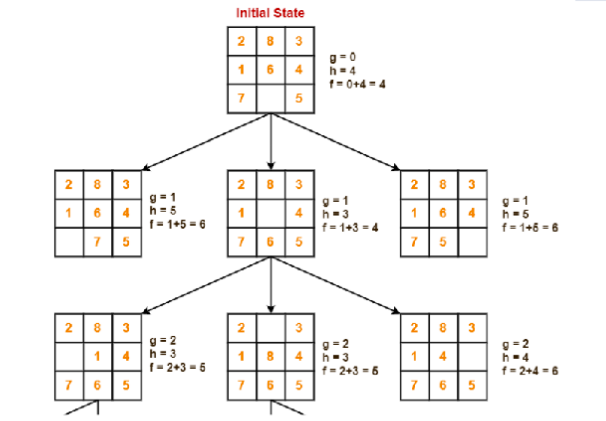 Initial State
2 8 3
1 6 4
7 5
g = 0
h = 4
f = 0+4 = 4
2 8 3
1 6 4
7 5
g = 1
h = 5
f = 1+5 = 6
2 8 3
1 4
7 6 5
g = 1
h = 3
f = 1+3 = 4
2 8 3
1 6 4
7 5
g = 1
h = 5
f = 1+5 = 6
2 8 3
1 4
7 6 5
g = 2
h = 3
f = 2+3 = 5
2 3
1 8 4
7 6 5
g = 2
h = 3
f = 2+3 = 5
2 8 3
1 4
7 6 5
g = 2
h = 4
f = 2+4 = 6